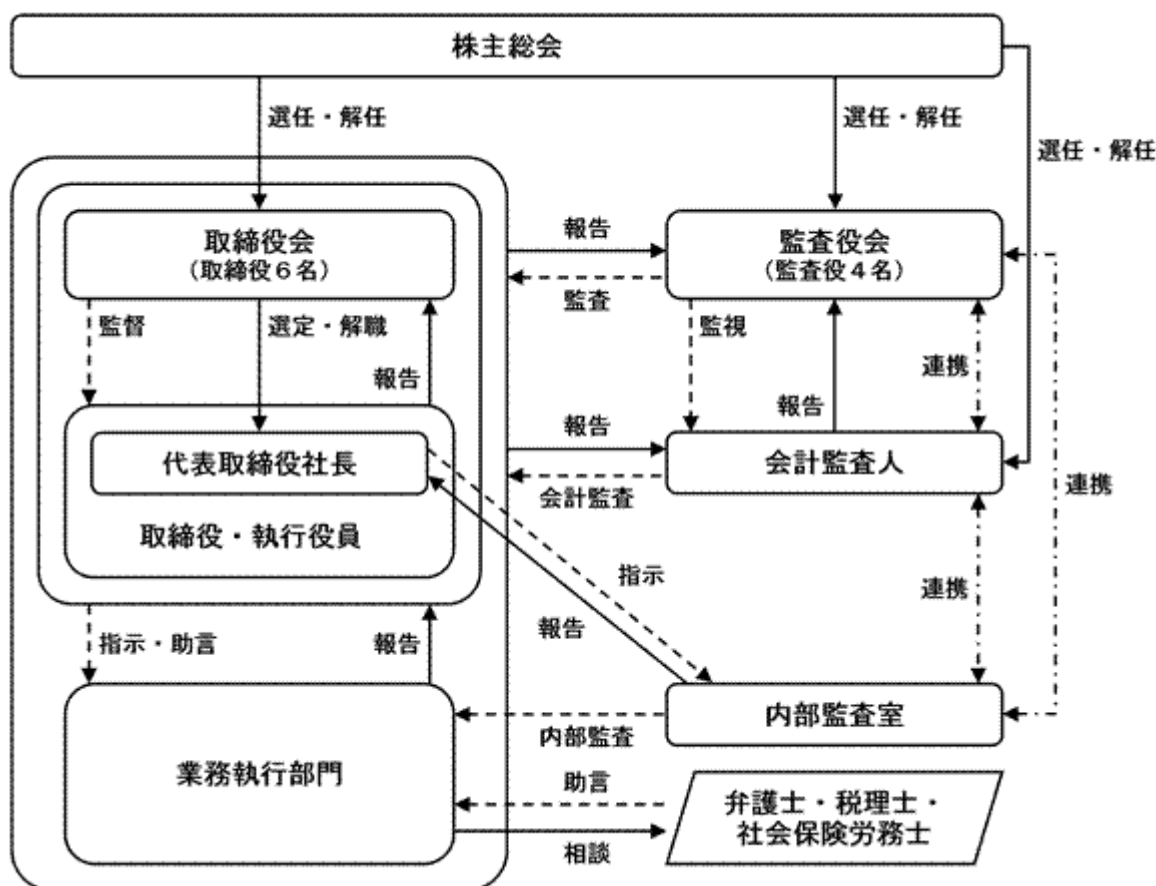 株主総会
選任・解任
選任・解任
選任・解任
取締役会
(取締役6名)
報告
監査
監査役会
(監査役4名)
監督
選定・解職
報告
監視
報告
連携
代表取締役社長
取締役・執行役員
報告
会計監査
会計監査人
連携
指示
報告
連携
指示・助言
報告
業務執行部門
内部監査
内部監査室
助言
相談
弁護士・税理士・
社会保険労務士